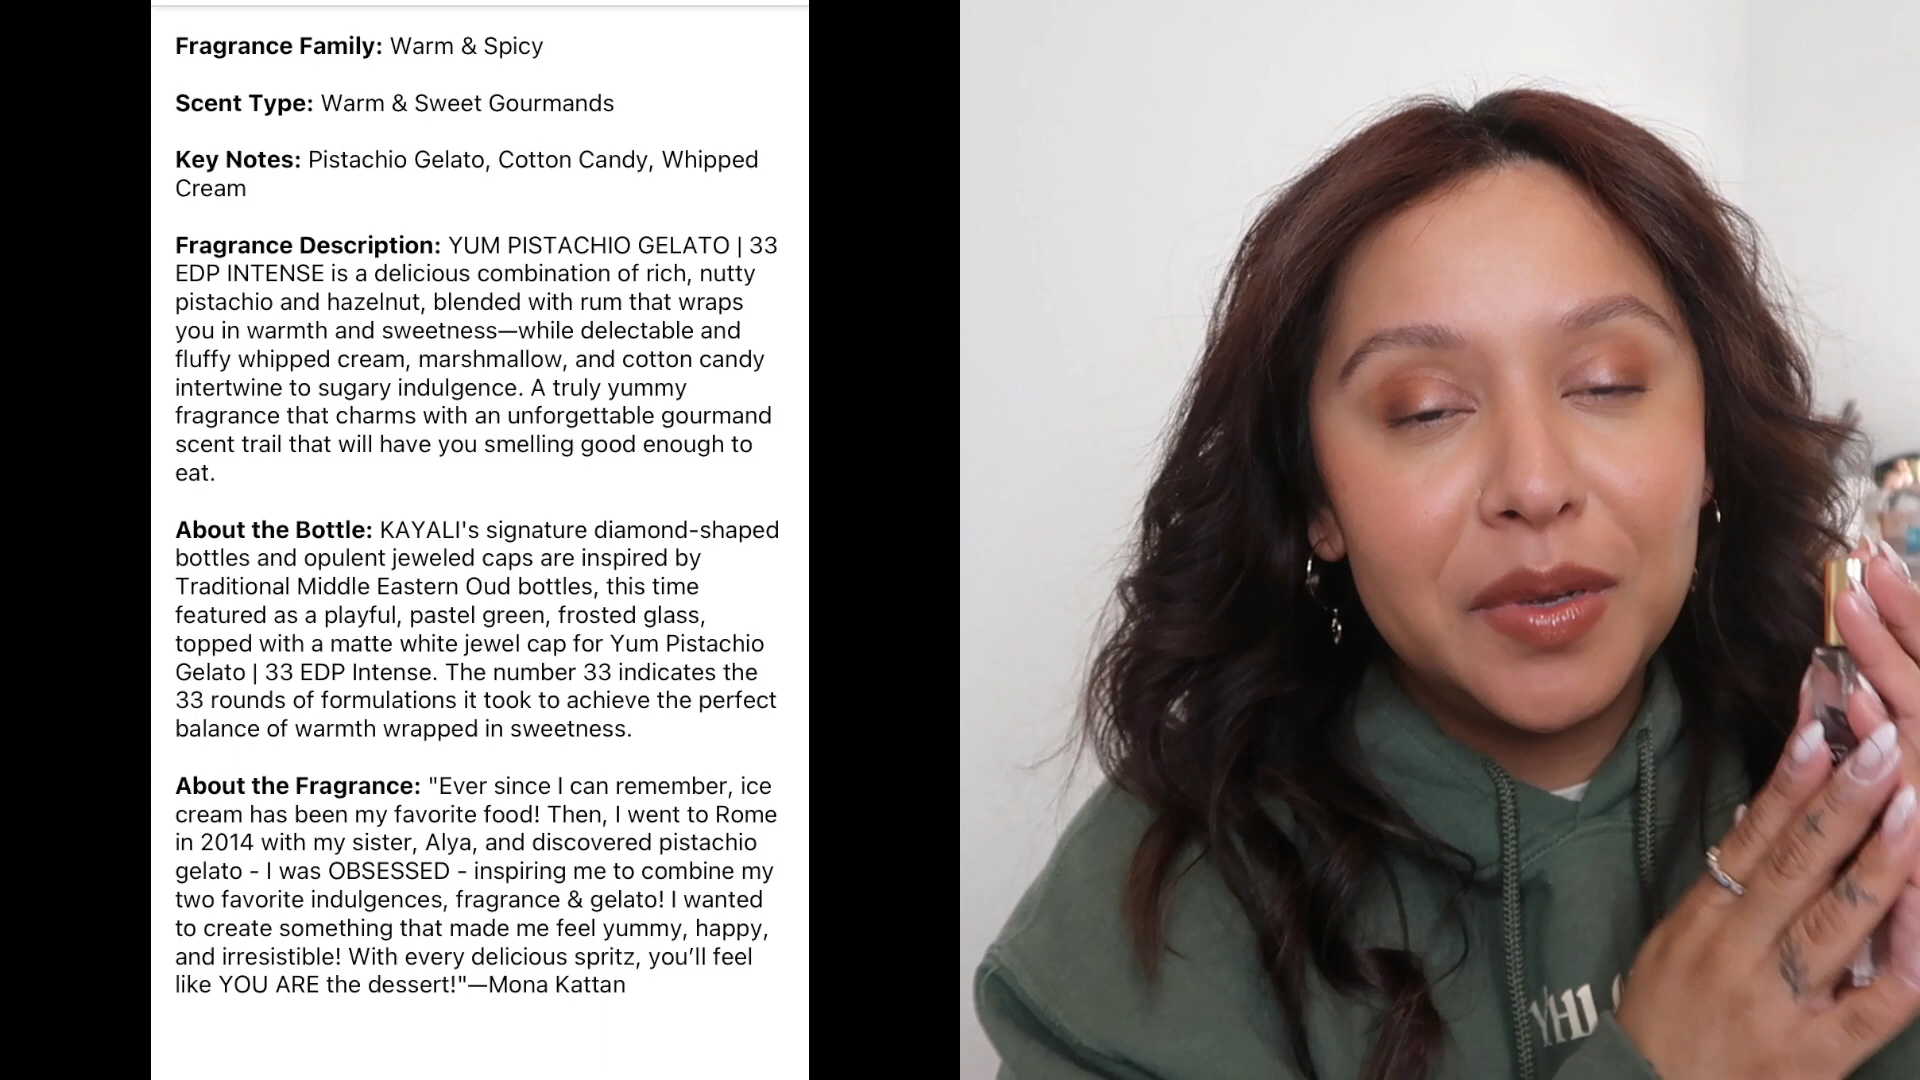 Fragrance Family: Warm & Spicy
Scent Type: Warm & Sweet Gourmands
Key Notes: Pistachio Gelato, Cotton Candy, Whipped
Cream
Fragrance Description: YUM PISTACHIO GELATO | 33
EDP INTENSE is a delicious combination of rich, nutty
pistachio and hazelnut, blended with rum that wraps
you in warmth and sweetness—while delectable and
fluffy whipped cream, marshmallow, and cotton candy
intertwine to sugary indulgence. A truly yummy
fragrance that charms with an unforgettable gourmand
scent trail that will have you smelling good enough to
eat.
About the Bottle: KAYALI's signature diamond-shaped
bottles and opulent jeweled caps are inspired by
Traditional Middle Eastern Oud bottles, this time
featured as a playful, pastel green, frosted glass,
topped with a matte white jewel cap for Yum Pistachio
Gelato | 33 EDP Intense. The number 33 indicates the
33 rounds of formulations it took to achieve the perfect
balance of warmth wrapped in sweetness.
About the Fragrance: "Ever since I can remember, ice
cream has been my favorite food! Then, I went to Rome
in 2014 with my sister, Alya, and discovered pistachio
gelato - I was OBSESSED - inspiring me to combine my
two favorite indulgences, fragrance & gelato! I wanted
to create something that made me feel yummy, happy,
and irresistible! With every delicious spritz, you’ll feel
like YOU ARE the dessert!"—Mona Kattan